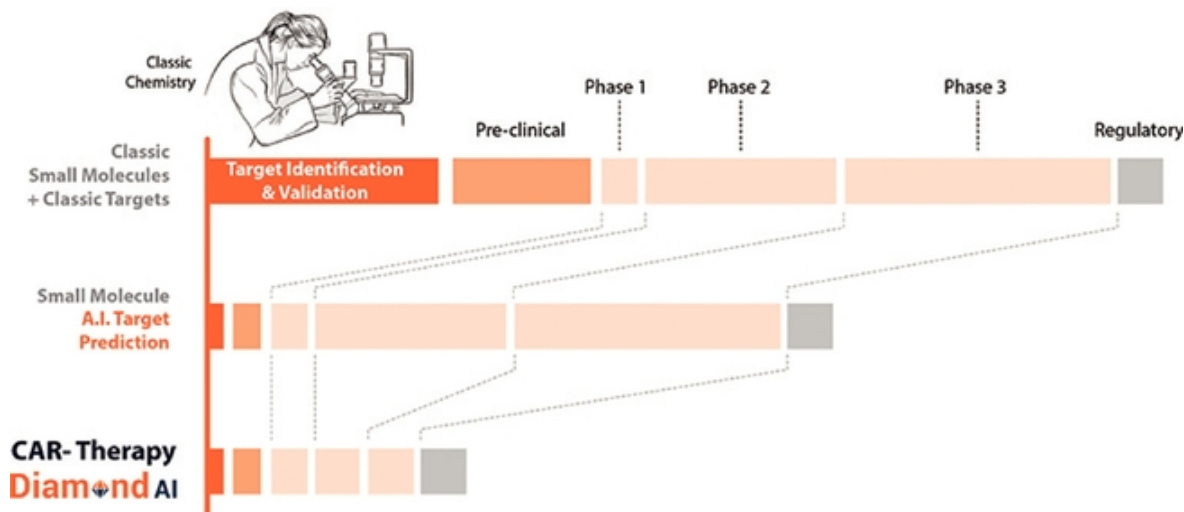 Classic
Chemistry
Phase 1
Phase 2
Phase 3
Pre-clinical
Regulatory
Classic
Small Molecules
+ Classic Targets
Target Identification
& Validation
Small Molecule
A.I. Target
Prediction
CAR- Therapy
Diamond AI